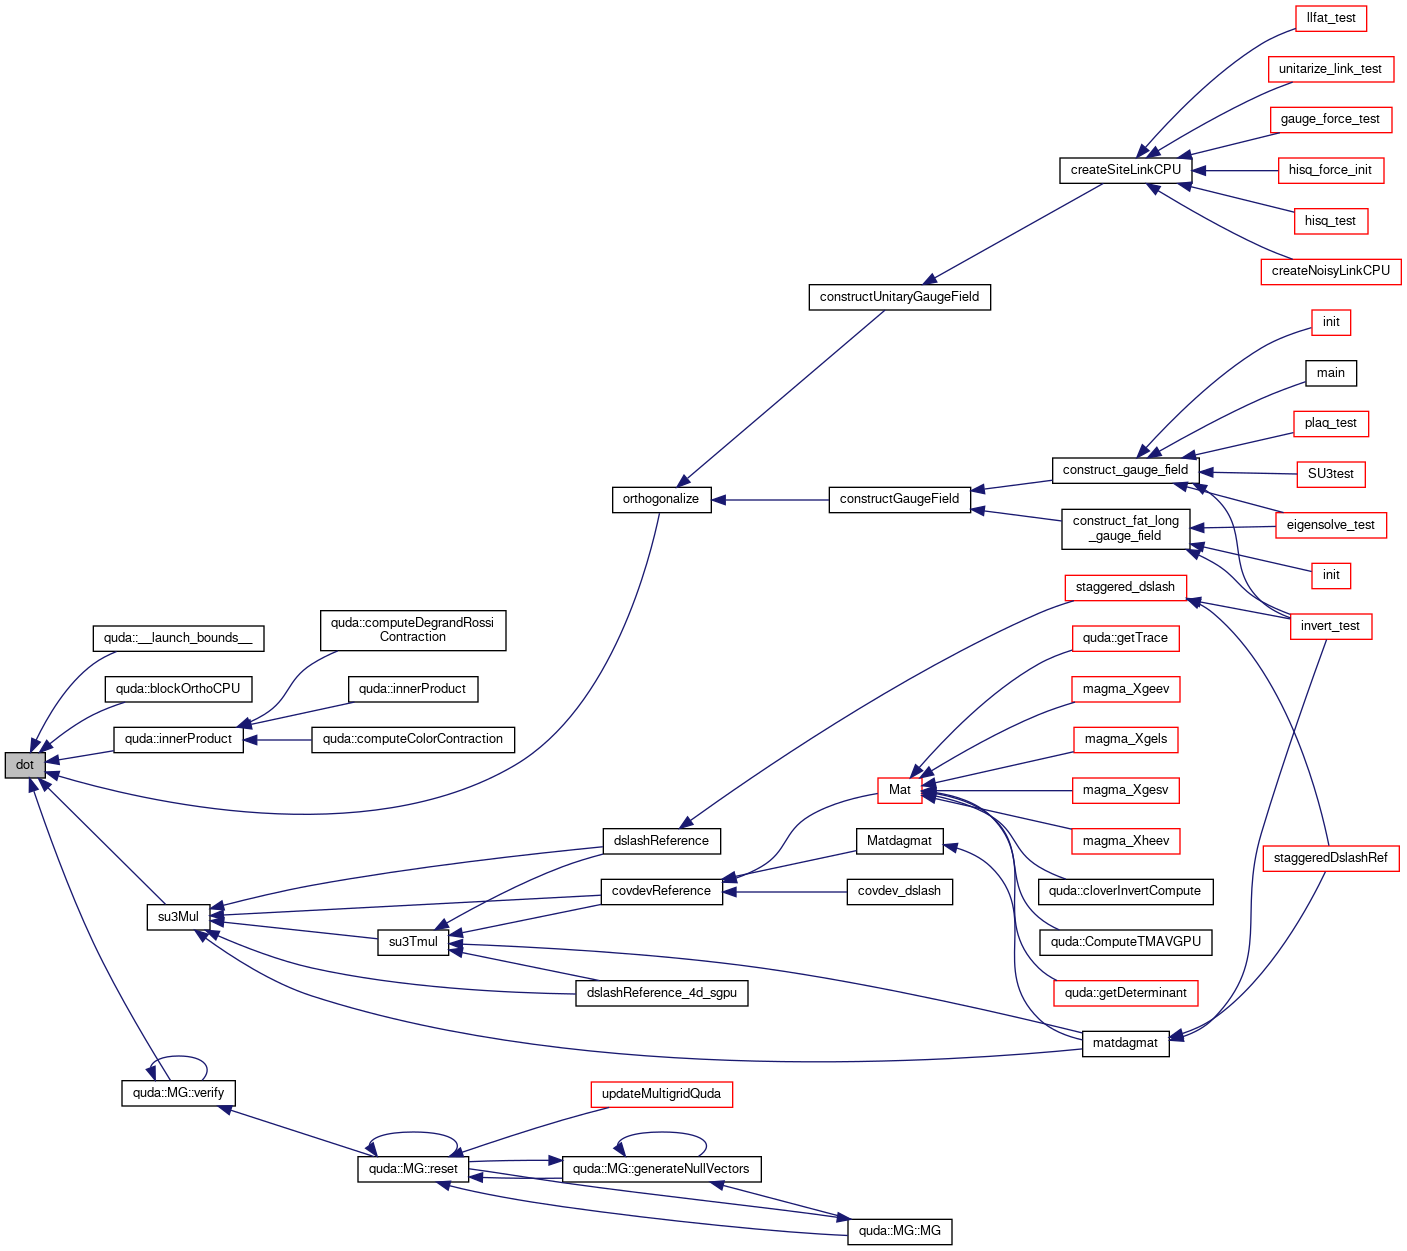 llfat_test
unitarize_link_test
gauge_force_test
createSiteLinkCPU
hisq_force_init
hisq_test
createNoisyLinkCPU
constructUnitaryGaugeField
init
main
plaq_test
construct_gauge_field
SU3test
orthogonalize
constructGaugeField
construct_fat_long
_gauge_field
eigensolve_test
init
staggered_dslash
quda::computeDegrandRossi
Contraction
quda::__launch_bounds__
quda::getTrace
invert_test
quda::blockOrthoCPU
quda::innerProduct
magma_Xgeev
quda::innerProduct
quda::computeColorContraction
magma_Xgels
dot
Mat
magma_Xgesv
dslashReference
Matdagmat
magma_Xheev
staggeredDslashRef
covdevReference
covdev_dslash
quda::cloverInvertCompute
su3Mul
su3Tmul
quda::ComputeTMAVGPU
dslashReference_4d_sgpu
quda::getDeterminant
matdagmat
quda::MG::verify
updateMultigridQuda
quda::MG::reset
quda::MG::generateNullVectors
quda::MG::MG